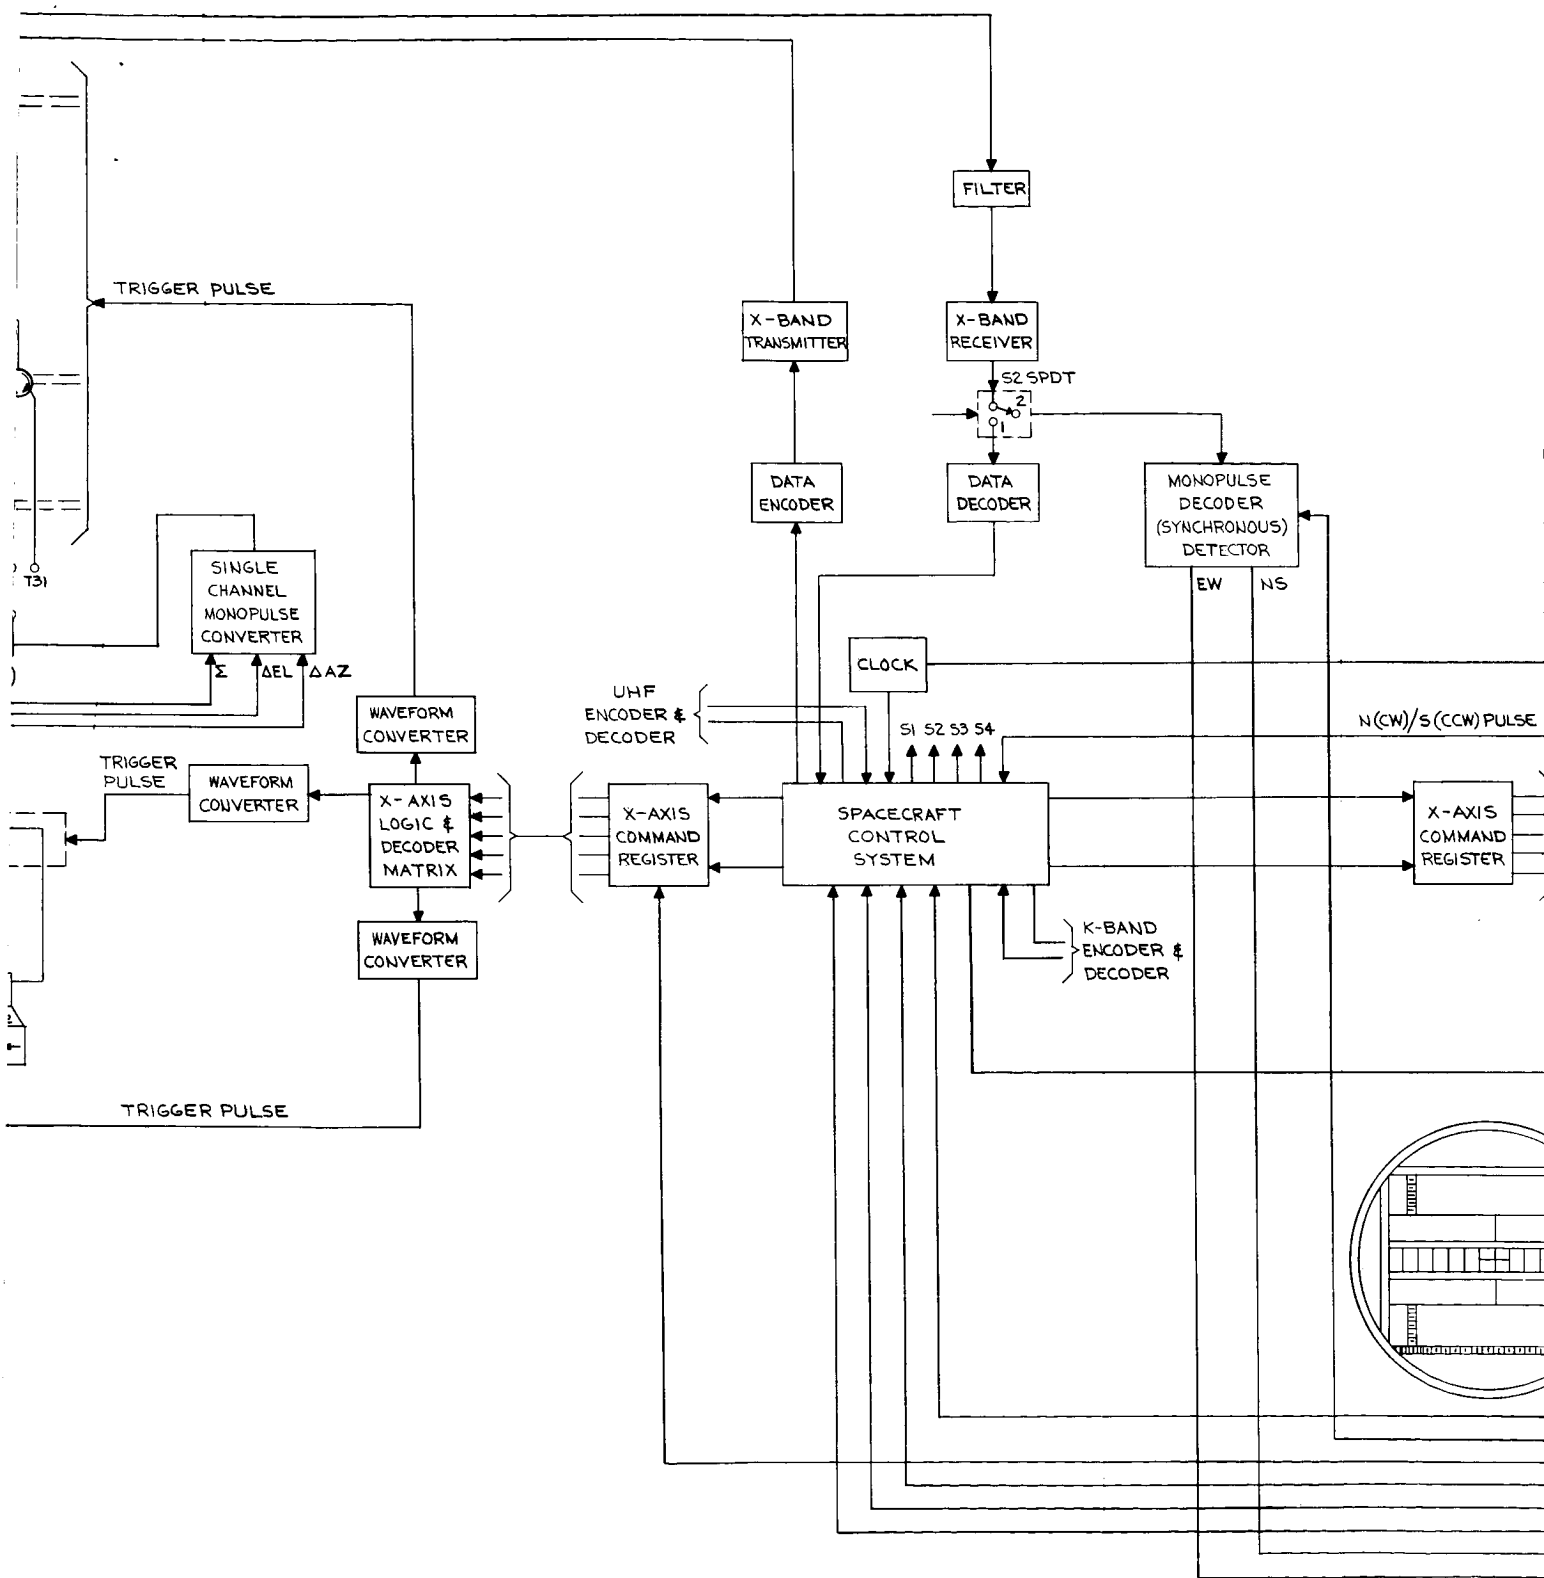 FILTER
TRIGGER PULSE
X-BAND
TRANSMITTER
X-BAND
RECEIVER
S2 SPDT
2
1
DATA
ENCODER
DATA
DECODER
MONOPULSE
DECODER
(SYNCHRONOUS)
DETECTOR
EW
NS
T31
SINGLE
CHANNEL
MONOPULSE
CONVERTER
Σ
ΔEL
ΔAZ
CLOCK
UHF
ENCODER &
DECODER
S1 S2 S3 S4
N(CW)/S(CCW) PULSE
WAVEFORM
CONVERTER
TRIGGER
PULSE
WAVEFORM
CONVERTER
X-AXIS
LOGIC &
DECODER
MATRIX
X-AXIS
COMMAND
REGISTER
SPACECRAFT
CONTROL
SYSTEM
X-AXIS
COMMAND
REGISTER
WAVEFORM
CONVERTER
K-BAND
ENCODER &
DECODER
TRIGGER PULSE